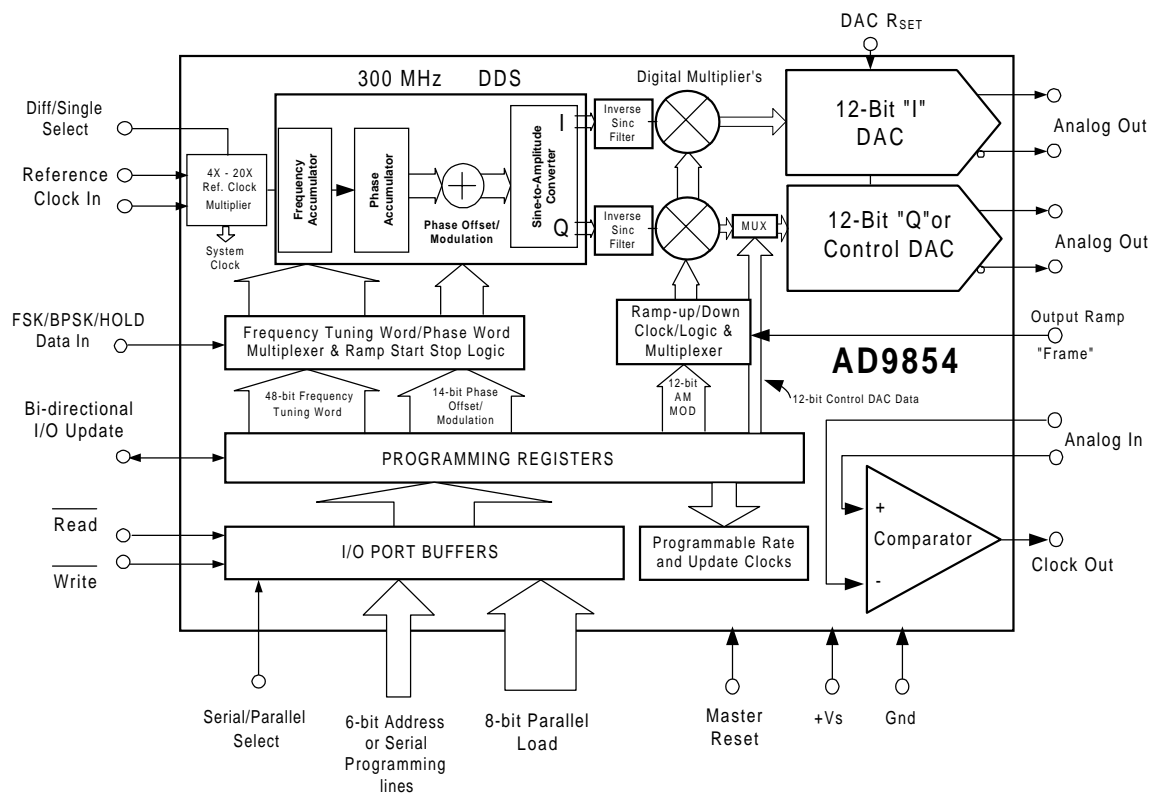 DAC RSET
300 MHz DDS
Digital Multiplier's
Diff/Single
Select
Reference
Clock In
4X - 20X
Ref. Clock
Multiplier
System
Clock
Frequency
Accumulator
Phase
Accumulator
Phase Offset/
Modulation
Sine-to-Amplitude
Converter
I
Q
Inverse
Sinc
Filter
Inverse
Sinc
Filter
MUX
12-Bit "I"
DAC
12-Bit "Q"or
Control DAC
Analog Out
Analog Out
FSK/BPSK/HOLD
Data In
Frequency Tuning Word/Phase Word
Multiplexer & Ramp Start Stop Logic
Ramp-up/Down
Clock/Logic &
Multiplexer
Output Ramp
"Frame"
AD9854
48-bit Frequency
Tuning Word
14-bit Phase
Offset/
Modulation
12-bit
AM
MOD
12-bit Control DAC Data
Bi-directional
I/O Update
PROGRAMMING REGISTERS
Analog In
Read
Write
I/O PORT BUFFERS
Programmable Rate
and Update Clocks
+
Comparator
-
Clock Out
Serial/Parallel
Select
6-bit Address
or Serial
Programming
lines
8-bit Parallel
Load
Master
Reset
+Vs
Gnd